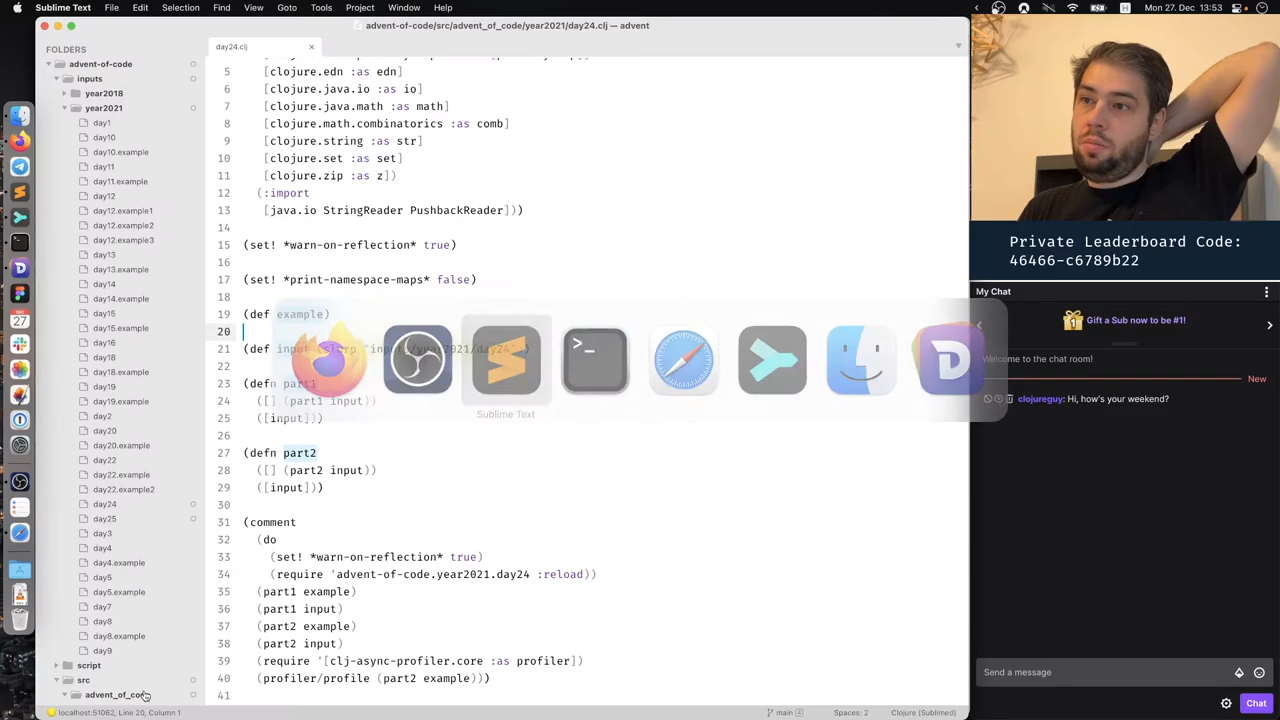 Sublime Text File Edit Selection Find View Goto Tools Project Window Help
Mon 27. Dec 13:53
advent-of-code/src/advent_of_code/year2021/day24.clj — advent
FOLDERS
advent-of-code
inputs
year2018
year2021
day1
day10
day10.example
day11
day11.example
day12
day12.example1
day12.example2
day12.example3
day13
day13.example
day14
day14.example
day15
day15.example
day16
day18
day18.example
day19
day19.example
day2
day20
day20.example
day22
day22.example
day22.example2
day24
day25
day3
day4
day4.example
day5
day5.example
day7
day8
day8.example
day9
script
src
advent_of_code
day24.clj
5 [clojure.edn :as edn]
6 [clojure.java.io :as io]
7 [clojure.java.math :as math]
8 [clojure.math.combinatorics :as comb]
9 [clojure.string :as str]
10 [clojure.set :as set]
11 [clojure.zip :as z])
12 (:import
13 [java.io StringReader PushbackReader]))
14
15 (set! *warn-on-reflection* true)
16
17 (set! *print-namespace-maps* false)
18
19 (def example)
20
21 (def input (slurp "inputs/year2021/day24"))
22
23 (defn part1
24 ([] (part1 input))
25 ([input]))
26
27 (defn part2
28 ([] (part2 input))
29 ([input]))
30
31 (comment
32 (do
33 (set! *warn-on-reflection* true)
34 (require 'advent-of-code.year2021.day24 :reload))
35 (part1 example)
36 (part1 input)
37 (part2 example)
38 (part2 input)
39 (require '[clj-async-profiler.core :as profiler])
40 (profiler/profile (part2 example)))
41
Sublime Text
localhost:51062, Line 20, Column 1
main 4
Spaces: 2
Clojure (Sublimed)
Private Leaderboard Code:
46466-c6789b22
My Chat
Gift a Sub now to be #1!
Welcome to the chat room!
New
clojureguy: Hi, how's your weekend?
Send a message
Chat